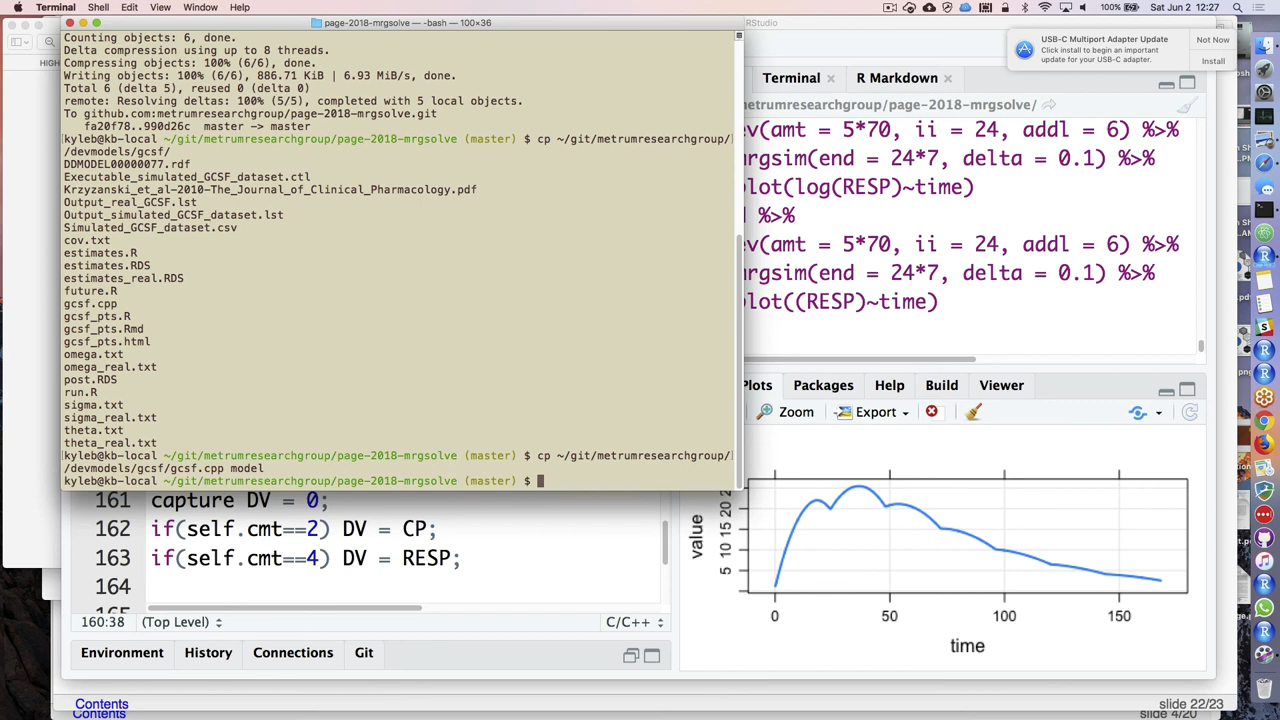 Terminal Shell Edit View Window Help
100% Sat Jun 2 12:27
page-2018-mrgsolve — -bash — 100×36
RStudio
Counting objects: 6, done.
Delta compression using up to 8 threads.
Compressing objects: 100% (6/6), done.
Writing objects: 100% (6/6), 886.71 KiB | 6.93 MiB/s, done.
Total 6 (delta 5), reused 0 (delta 0)
remote: Resolving deltas: 100% (5/5), completed with 5 local objects.
To github.com:metrumresearchgroup/page-2018-mrgsolve.git
fa20f78..990d26c master -> master
kyleb@kb-local ~/git/metrumresearchgroup/page-2018-mrgsolve (master) $ cp ~/git/metrumresearchgroup/
/devmodels/gcsf/
DDMODEL00000077.rdf
Executable_simulated_GCSF_dataset.ctl
Krzyzanski_et_al-2010-The_Journal_of_Clinical_Pharmacology.pdf
Output_real_GCSF.lst
Output_simulated_GCSF_dataset.lst
Simulated_GCSF_dataset.csv
cov.txt
estimates.R
estimates.RDS
estimates_real.RDS
future.R
gcsf.cpp
gcsf_pts.R
gcsf_pts.Rmd
gcsf_pts.html
omega.txt
omega_real.txt
post.RDS
run.R
sigma.txt
sigma_real.txt
theta.txt
theta_real.txt
kyleb@kb-local ~/git/metrumresearchgroup/page-2018-mrgsolve (master) $ cp ~/git/metrumresearchgroup/
/devmodels/gcsf/gcsf.cpp model
kyleb@kb-local ~/git/metrumresearchgroup/page-2018-mrgsolve (master) $
USB-C Multiport Adapter Update
Click install to begin an important
update for your USB-C adapter.
Not Now
Install
HIGH
Terminal R Markdown
metrumresearchgroup/page-2018-mrgsolve/
ev(amt = 5*70, ii = 24, addl = 6) %>%
rgsim(end = 24*7, delta = 0.1) %>%
lot(log(RESP)~time)
d %>%
ev(amt = 5*70, ii = 24, addl = 6) %>%
rgsim(end = 24*7, delta = 0.1) %>%
lot((RESP)~time)
Plots Packages Help Build Viewer
Zoom Export
value
5 10 15 20
0 50 100 150
time
161 capture DV = 0;
162 if(self.cmt==2) DV = CP;
163 if(self.cmt==4) DV = RESP;
164
165
160:38 (Top Level) C/C++
Environment History Connections Git
Contents
Contents
slide 22/23
slide 4/20